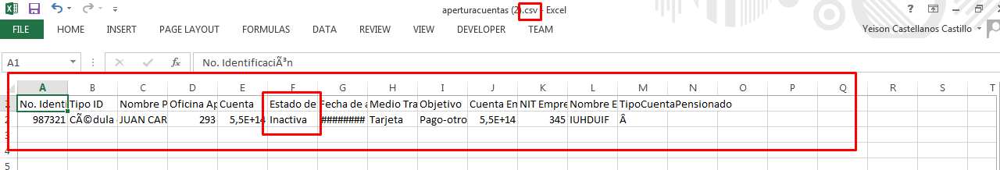 aperturacuentas (2).csv - Excel
FILE HOME INSERT PAGE LAYOUT FORMULAS DATA REVIEW VIEW DEVELOPER TEAM Yeison Castellanos Castillo
A1 fx No. IdentificaciÃ³n
A B C D E F G H I J K L M N O P Q R S T
1 No. Identi Tipo ID Nombre P Oficina Ap Cuenta Estado de Fecha de a Medio Tra Objetivo Cuenta En NIT Empre Nombre E TipoCuentaPensionado
2 987321 CÃ©dula JUAN CAR 293 5,5E+14 Inactiva ######## Tarjeta Pago-otro 5,5E+14 345 IUHDUIF Â
3
4
5